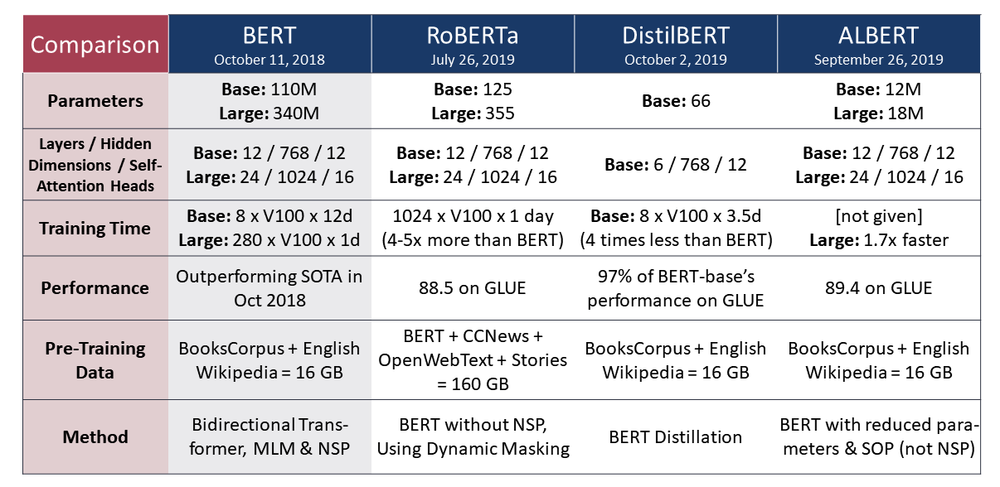 Comparison
BERT
October 11, 2018
RoBERTa
July 26, 2019
DistilBERT
October 2, 2019
ALBERT
September 26, 2019
Parameters
Base: 110M
Large: 340M
Base: 125
Large: 355
Base: 66
Base: 12M
Large: 18M
Layers / Hidden
Dimensions / Self-
Attention Heads
Base: 12 / 768 / 12
Large: 24 / 1024 / 16
Base: 12 / 768 / 12
Large: 24 / 1024 / 16
Base: 6 / 768 / 12
Base: 12 / 768 / 12
Large: 24 / 1024 / 16
Training Time
Base: 8 x V100 x 12d
Large: 280 x V100 x 1d
1024 x V100 x 1 day
(4-5x more than BERT)
Base: 8 x V100 x 3.5d
(4 times less than BERT)
[not given]
Large: 1.7x faster
Performance
Outperforming SOTA in
Oct 2018
88.5 on GLUE
97% of BERT-base’s
performance on GLUE
89.4 on GLUE
Pre-Training
Data
BooksCorpus + English
Wikipedia = 16 GB
BERT + CCNews +
OpenWebText + Stories
= 160 GB
BooksCorpus + English
Wikipedia = 16 GB
BooksCorpus + English
Wikipedia = 16 GB
Method
Bidirectional Trans-
former, MLM & NSP
BERT without NSP,
Using Dynamic Masking
BERT Distillation
BERT with reduced para-
meters & SOP (not NSP)